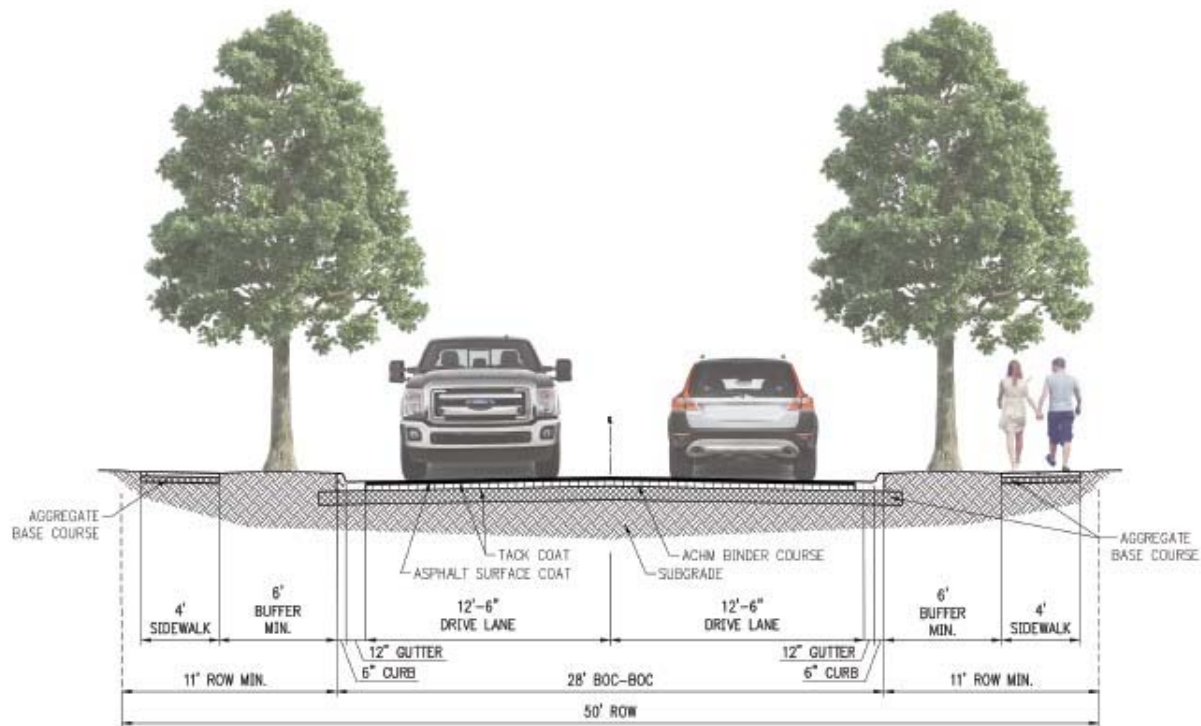 AGGREGATE
BASE COURSE
TACK COAT
ASPHALT SURFACE COAT
ACHM BINDER COURSE
SUBGRADE
AGGREGATE
BASE COURSE
4'
SIDEWALK
6'
BUFFER
MIN.
12'-6"
DRIVE LANE
12'-6"
DRIVE LANE
6'
BUFFER
MIN.
4'
SIDEWALK
12" GUTTER
6" CURB
12" GUTTER
6" CURB
11' ROW MIN.
28' BOC-BOC
11' ROW MIN.
50' ROW